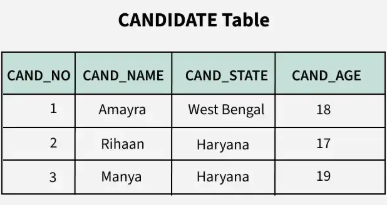 CANDIDATE Table
CAND_NO CAND_NAME CAND_STATE CAND_AGE
1 Amayra West Bengal 18
2 Rihaan Haryana 17
3 Manya Haryana 19